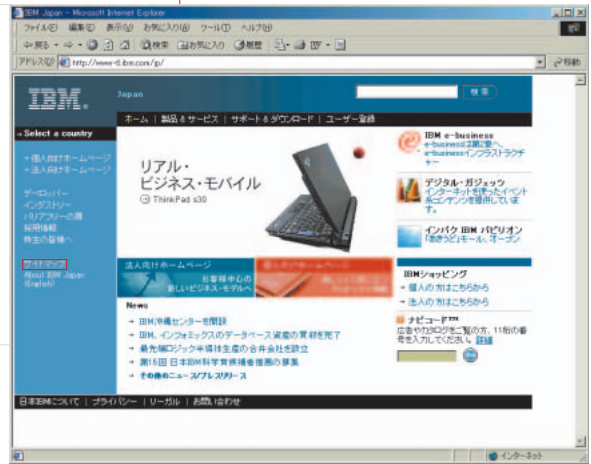 IBM Japan - Microsoft Internet Explorer
ファイル(F) 編集(E) 表示(V) お気に入り(A) ツール(T) ヘルプ(H)
戻る 検索 お気に入り 履歴
アドレス(D) http://www-6.ibm.com/jp/ 移動
IBM Japan 検索
ホーム | 製品 & サービス | サポート & ダウンロード | ユーザー登録
Select a country
個人向けホームページ
法人向けホームページ
デベロッパー
インダストリー
バリアフリーの扉
採用情報
株主の皆様へ
サイトマップ
About IBM Japan
(English)
リアル・
ビジネス・モバイル
ThinkPad s30
法人向けホームページ
お客様中心の
新しいビジネス・モデルへ
News
IBM沖縄センターを開設
IBM、インフォミックスのデータベース資産の買収を完了
最先端ロジック半導体生産の合弁会社を設立
第15回 日本IBM科学賞候補者推薦の募集
その他のニュース/プレスリリース
IBM e-business
e-businessは第2章へ。
e-businessインフラストラクチャー
デジタル・ガジェッツ
インターネットを使ったイベント系コンテンツを提供しています。
インパク IBM パビリオン
「あきうど」モール、オープン
IBMショッピング
個人の方はこちらから
法人の方はこちらから
ナビコード™
広告やカタログをご覧の方、11桁の番号を入力してください。詳細
日本IBMについて | プライバシー | リーガル | お問い合わせ
インターネット